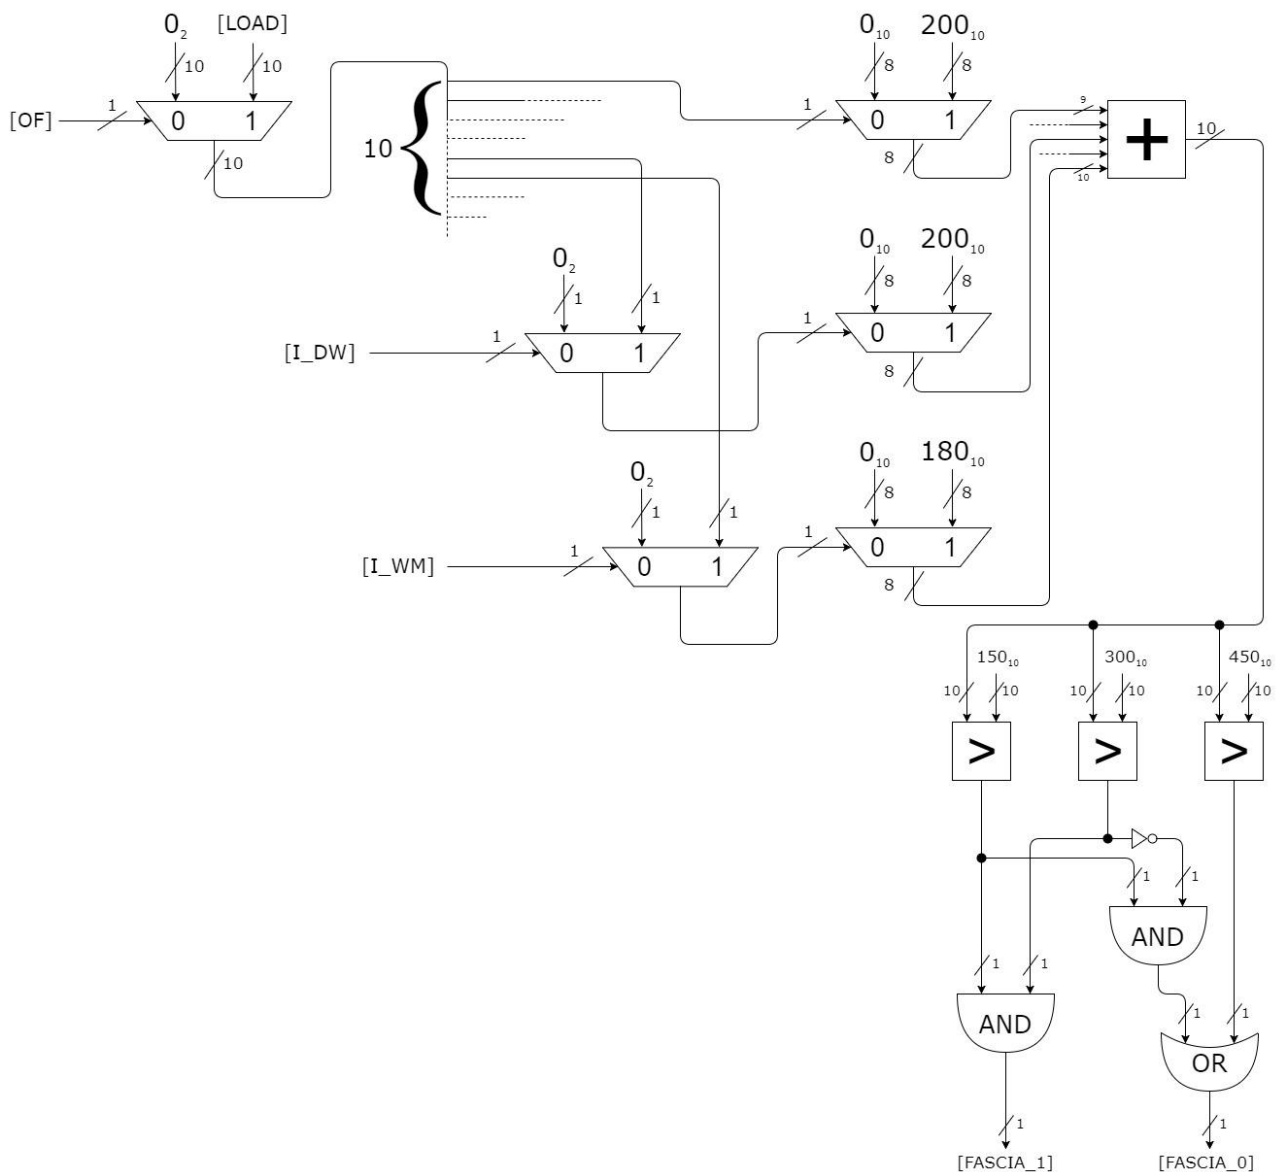 0₂ [LOAD] 0₁₀ 200₁₀
10 10 8 8
[OF] 1 0 1 1 0 1 9 + 10
10 10 8 10
0₂ 0₁₀ 200₁₀
1 1 8 8
[I_DW] 1 0 1 1 0 1
8
0₂ 0₁₀ 180₁₀
1 1 8 8
[I_WM] 1 0 1 1 0 1
8
150₁₀ 300₁₀ 450₁₀
10 10 10 10 10 10
> > >
1 1
AND
1 1
AND 1 1
OR
1 1
[FASCIA_1] [FASCIA_0]